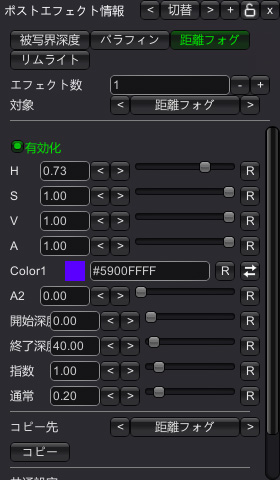 ポストエフェクト情報 < 切替 > + x
被写界深度 パラフィン 距離フォグ
リムライト
エフェクト数 1 - +
対象 < 距離フォグ >
有効化
H 0.73 < > R
S 1.00 < > R
V 1.00 < > R
A 1.00 < > R
Color1 #5900FFFF R
A2 0.00 < > R
開始深度 0.00 < > R
終了深度 40.00 < > R
指数 1.00 < > R
通常 0.20 < > R
コピー先 < 距離フォグ >
コピー